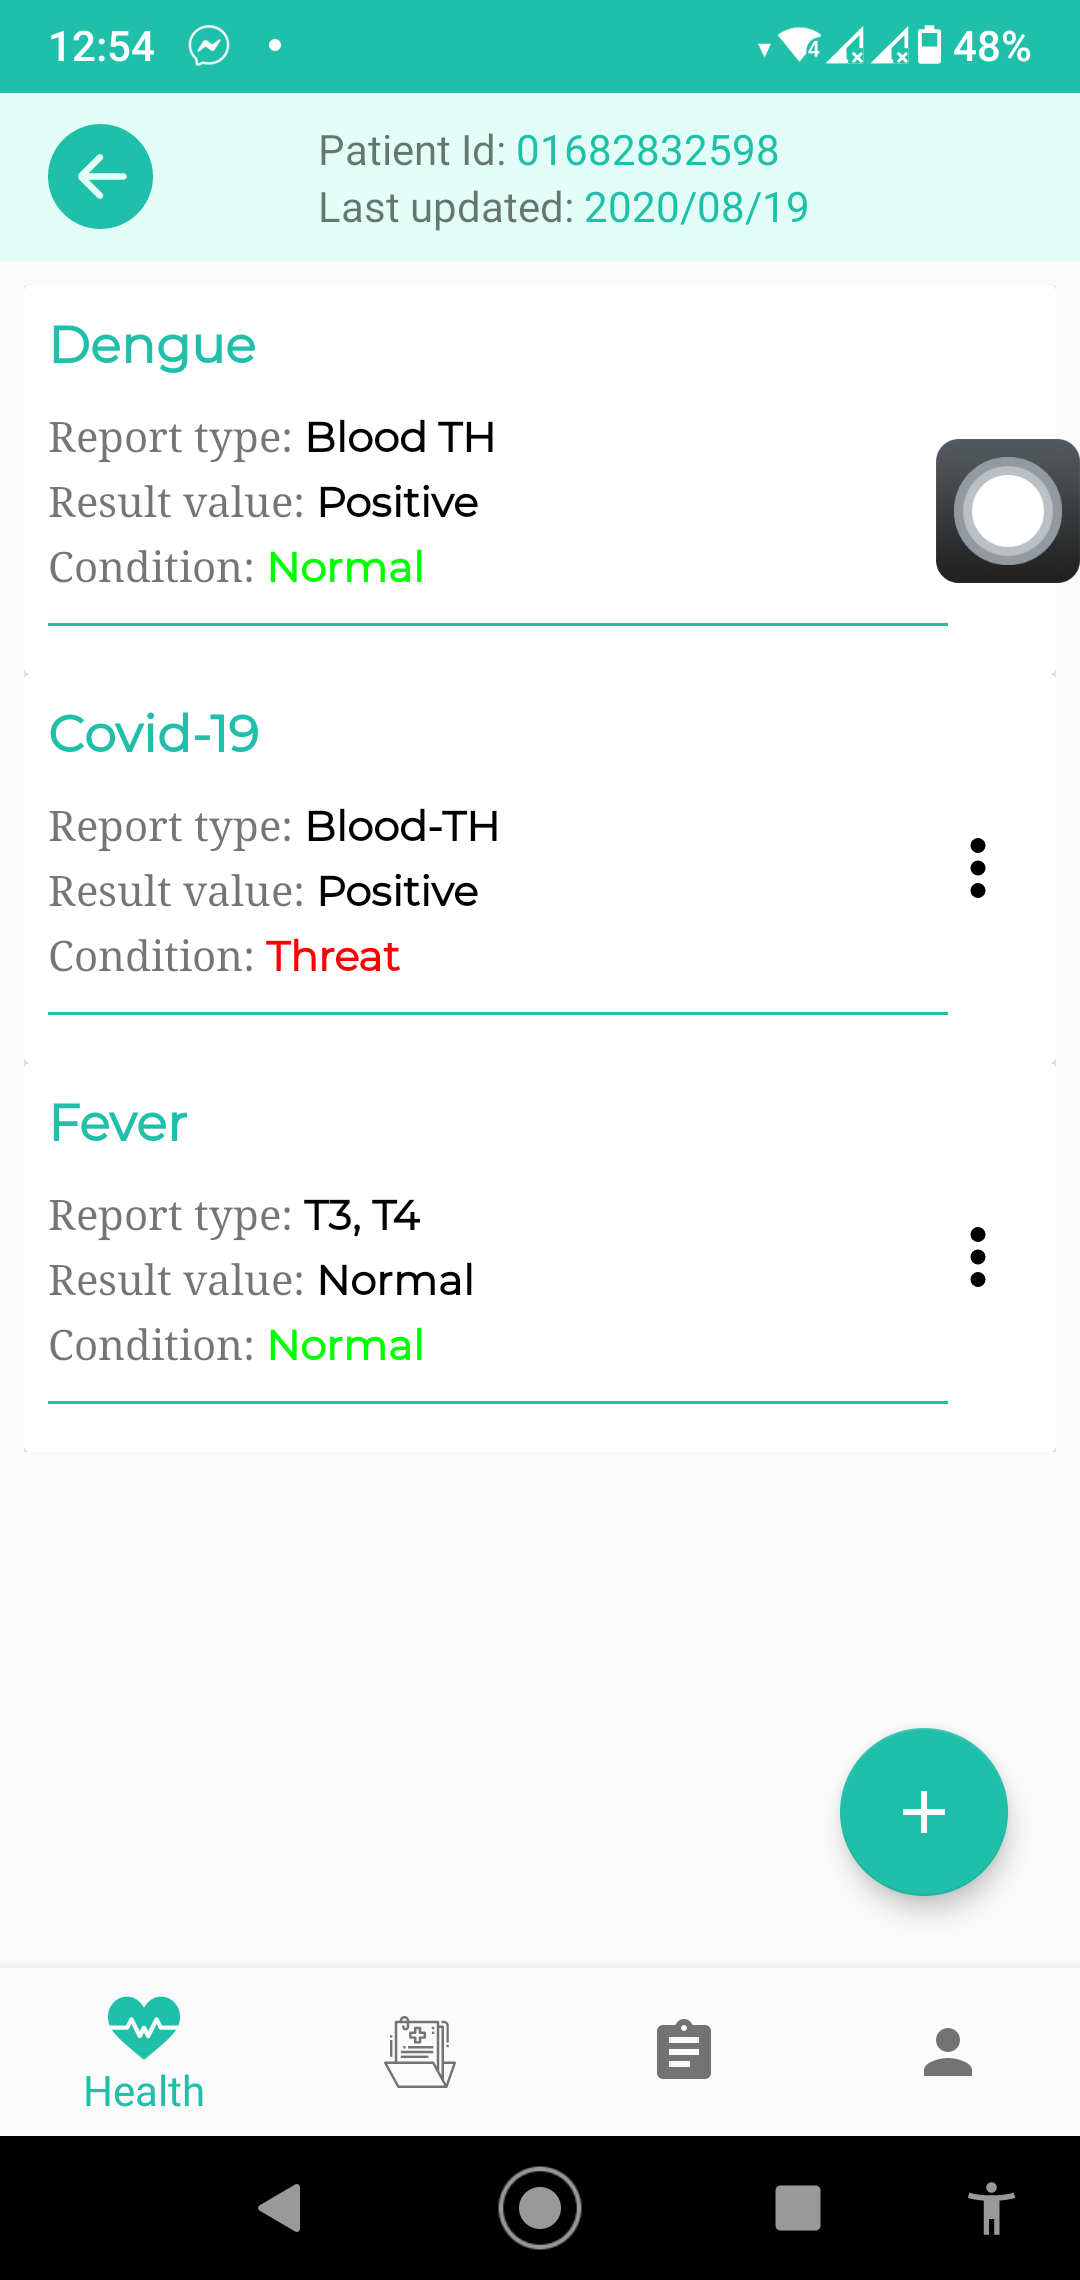 12:54
4
48%
Patient Id: 01682832598
Last updated: 2020/08/19
Dengue
Report type: Blood TH
Result value: Positive
Condition: Normal
Covid-19
Report type: Blood-TH
Result value: Positive
Condition: Threat
Fever
Report type: T3, T4
Result value: Normal
Condition: Normal
Health